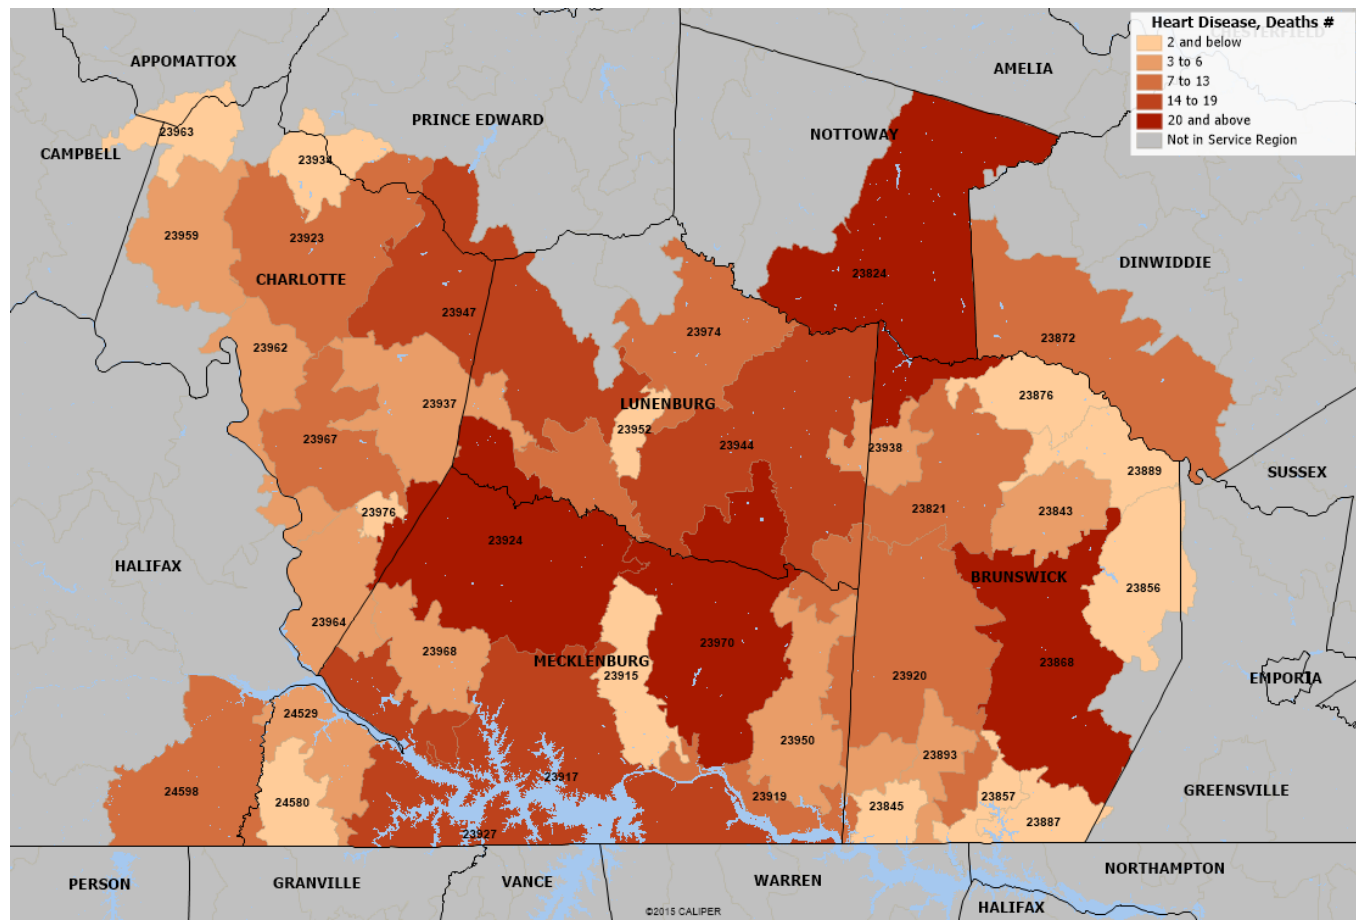 Heart Disease, Deaths #
2 and below
3 to 6
7 to 13
14 to 19
20 and above
Not in Service Region
CHESTERFIELD
APPOMATTOX
AMELIA
PRINCE EDWARD
NOTTOWAY
23963
CAMPBELL
23934
23959
23923
DINWIDDIE
CHARLOTTE
23824
23947
23974
23872
23962
23876
LUNENBURG
23937
23952
23967
23944
23938
23889
SUSSEX
23976
23821
23843
23924
HALIFAX
BRUNSWICK
23856
23964
23970
23968
MECKLENBURG
23868
23915
23920
EMPORIA
24529
23950
23893
23917
GREENSVILLE
24598
24580
23919
23845
23857
23887
23927
NORTHAMPTON
PERSON
GRANVILLE
VANCE
WARREN
HALIFAX
©2015 CALIPER